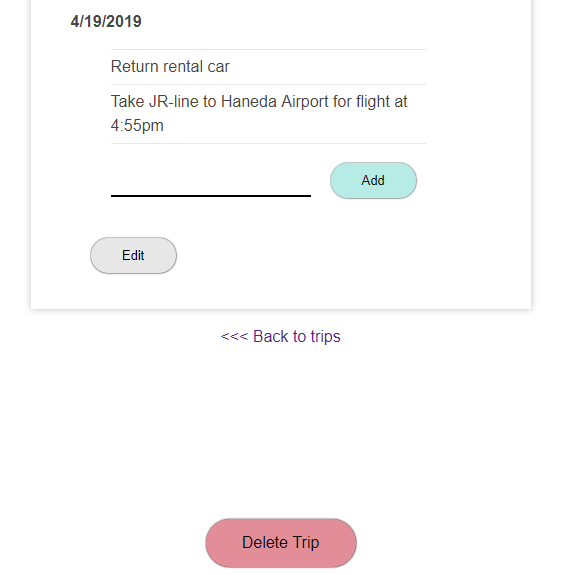 4/19/2019
Return rental car
Take JR-line to Haneda Airport for flight at
4:55pm
Add
Edit
<<< Back to trips
Delete Trip